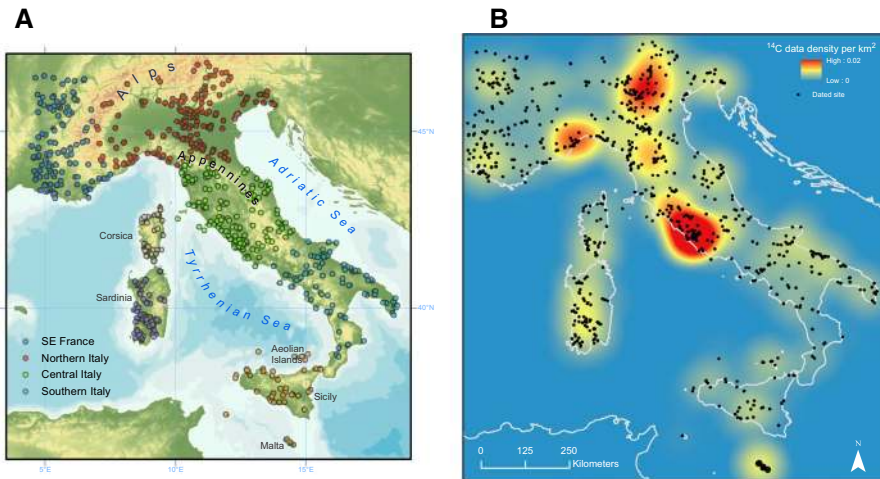 A
Alps
Appennines
Adriatic Sea
Corsica
Tyrrhenian Sea
Sardinia
SE France
Northern Italy
Central Italy
Southern Italy
Aeolian
Islands
Sicily
Malta
45°N
40°N
5°E
10°E
15°E
B
14C data density per km2
High : 0.02
Low : 0
Dated site
0 125 250
Kilometers
N